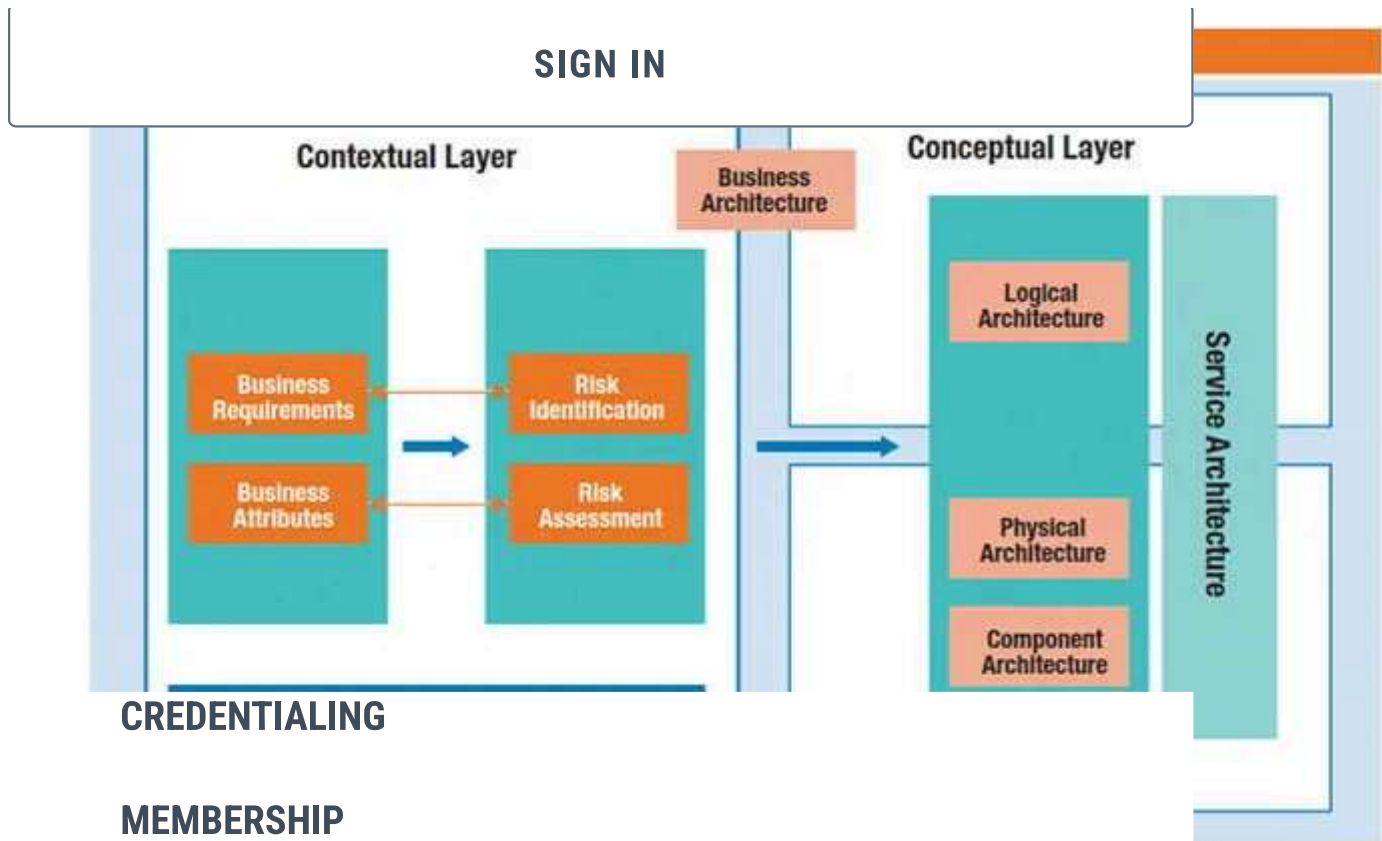 SIGN IN
Contextual Layer
Conceptual Layer
Business
Architecture
Logical
Architecture
Business
Requirements
Risk
Identification
Business
Attributes
Risk
Assessment
Physical
Architecture
Component
Architecture
Service Architecture
CREDENTIALING
MEMBERSHIP